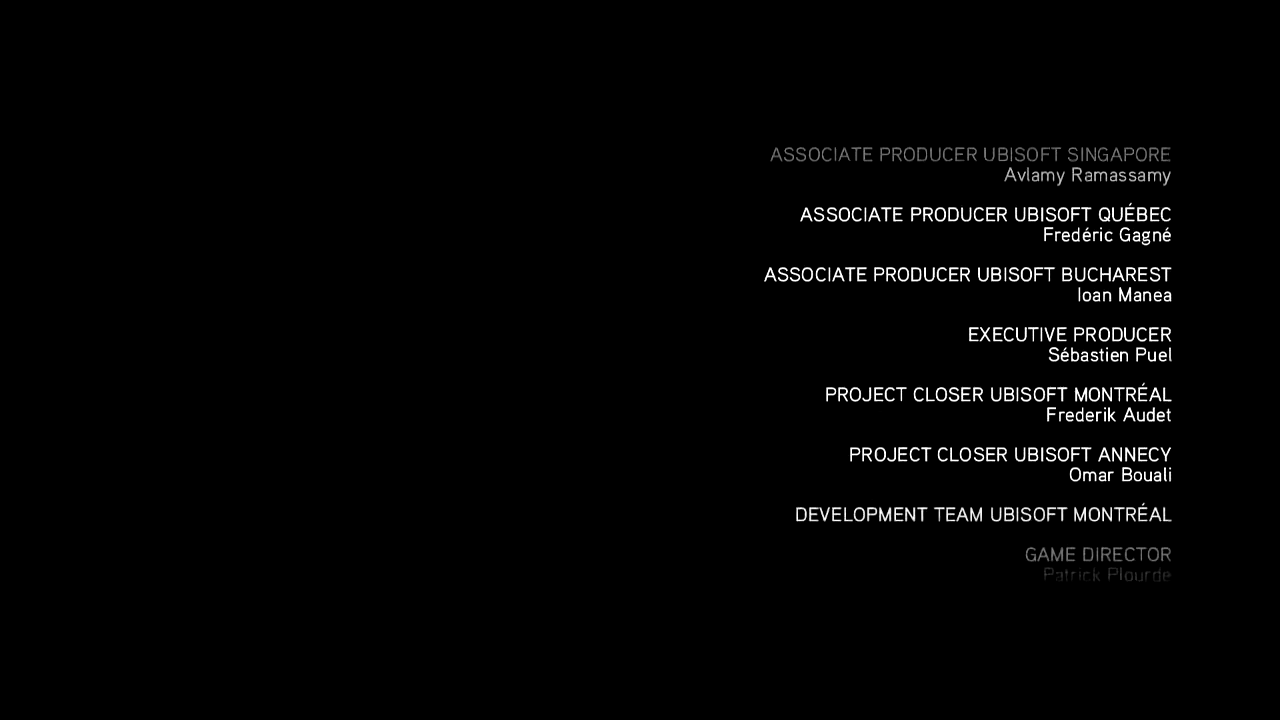 ASSOCIATE PRODUCER UBISOFT SINGAPORE
Avlamy Ramassamy
ASSOCIATE PRODUCER UBISOFT QUÉBEC
Fredéric Gagné
ASSOCIATE PRODUCER UBISOFT BUCHAREST
Ioan Manea
EXECUTIVE PRODUCER
Sébastien Puel
PROJECT CLOSER UBISOFT MONTRÉAL
Frederik Audet
PROJECT CLOSER UBISOFT ANNECY
Omar Bouali
DEVELOPMENT TEAM UBISOFT MONTRÉAL
GAME DIRECTOR
Patrick Plourde